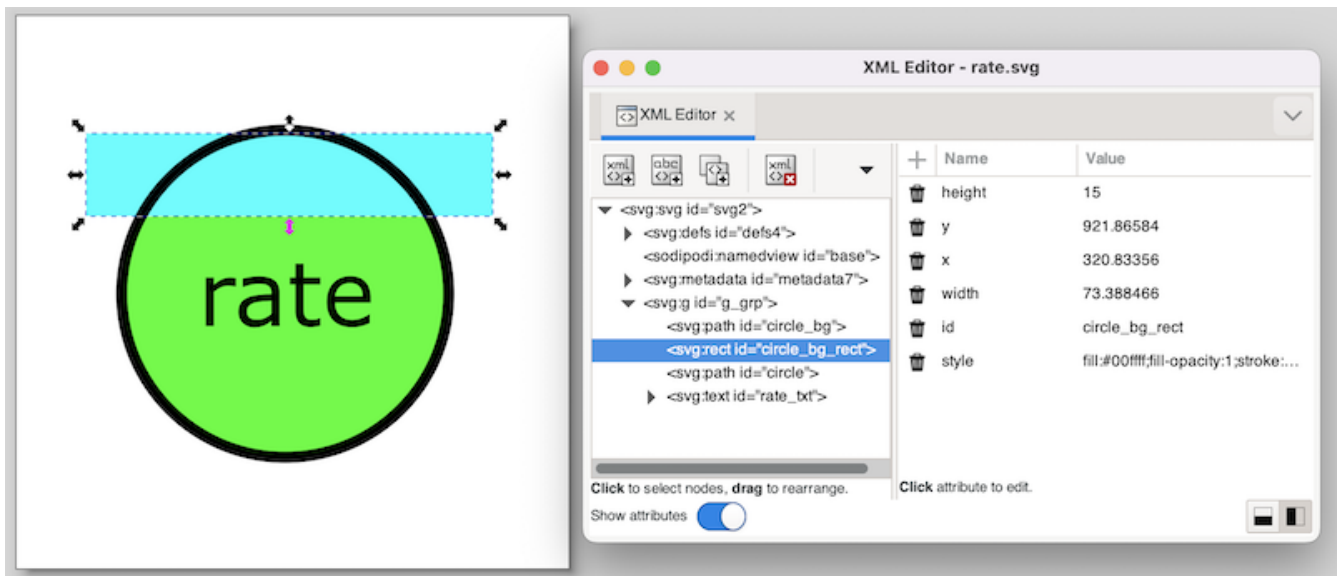 rate
XML Editor - rate.svg
XML Editor ×
xml
abc
xml
<svg:svg id="svg2">
<svg:defs id="defs4">
<sodipodi:namedview id="base">
<svg:metadata id="metadata7">
<svg:g id="g_grp">
<svg:path id="circle_bg">
<svg:rect id="circle_bg_rect">
<svg:path id="circle">
<svg:text id="rate_txt">
Click to select nodes, drag to rearrange.
Show attributes
Name Value
height 15
y 921.86584
x 320.83356
width 73.388466
id circle_bg_rect
style fill:#00ffff;fill-opacity:1;stroke:...
Click attribute to edit.